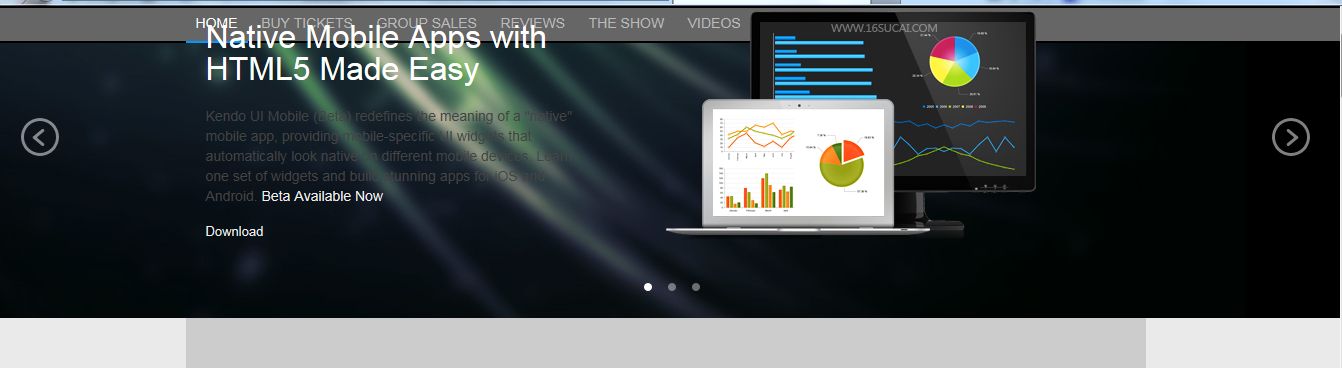 HOME BUY TICKETS GROUP SALES REVIEWS THE SHOW VIDEOS
WWW.16SUCAI.COM
Native Mobile Apps with
HTML5 Made Easy
Kendo UI Mobile (Beta) redefines the meaning of a "native"
mobile app, providing mobile-specific UI widgets that
automatically look native on different mobile devices. Learn
one set of widgets and build stunning apps for iOS and
Android. Beta Available Now
Download